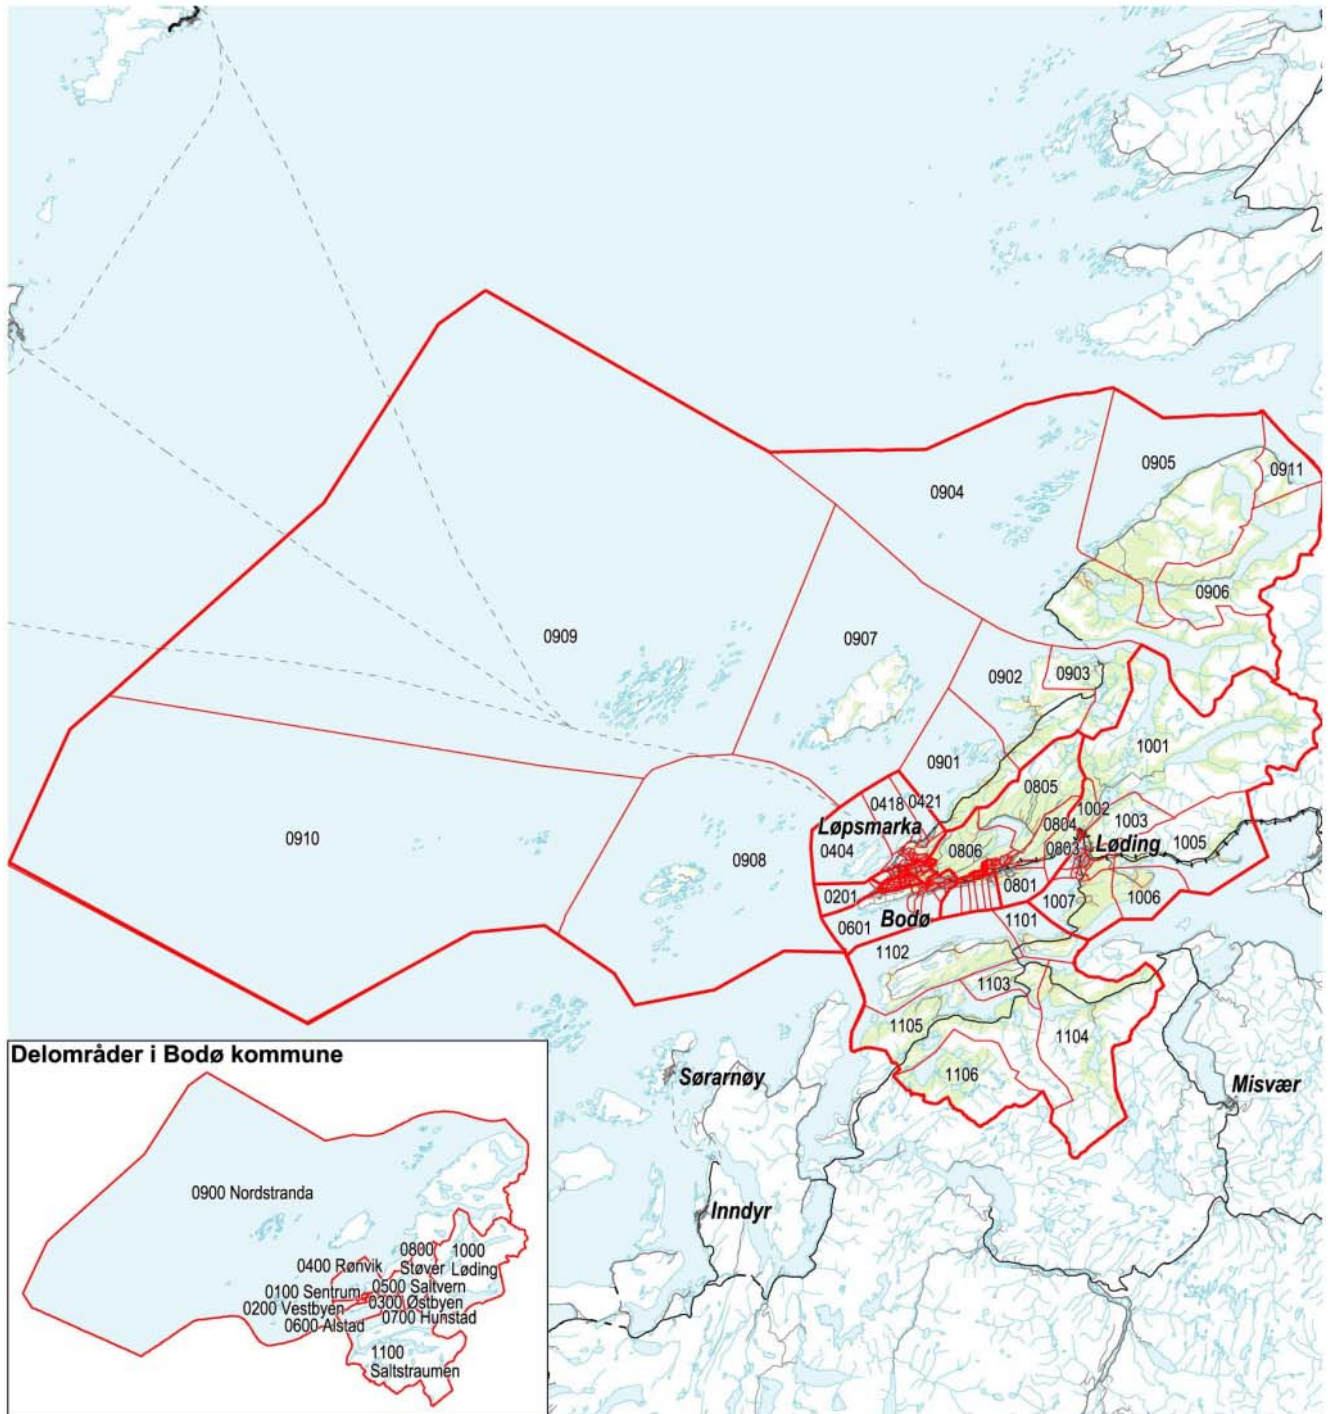 0905
0911
0904
0906
0909
0907
0902
0903
1001
0901
0805
0418
0421
1002
1003
0804
Løpsmarka
0910
0404
0806
0803
Løding
1005
0908
0801
0201
1007
1006
Bodø
1101
0601
1102
1103
1105
1104
1106
Sørarnøy
Misvær
Inndyr
Delområder i Bodø kommune
0900 Nordstranda
0800
Støver
1000
Løding
0400 Rønvik
0500 Saltvern
0100 Sentrum
0300 Østbyen
0200 Vestbyen
0700 Hunstad
0600 Alstad
1100
Saltstraumen